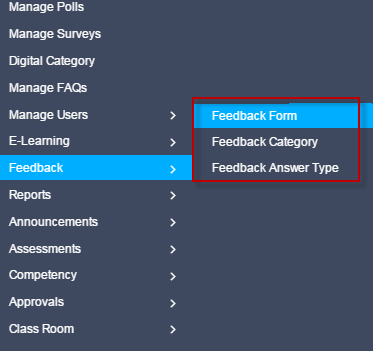 Manage Polls
Manage Surveys
Digital Category
Manage FAQs
Manage Users
E-Learning
Feedback
Reports
Announcements
Assessments
Competency
Approvals
Class Room
Feedback Form
Feedback Category
Feedback Answer Type